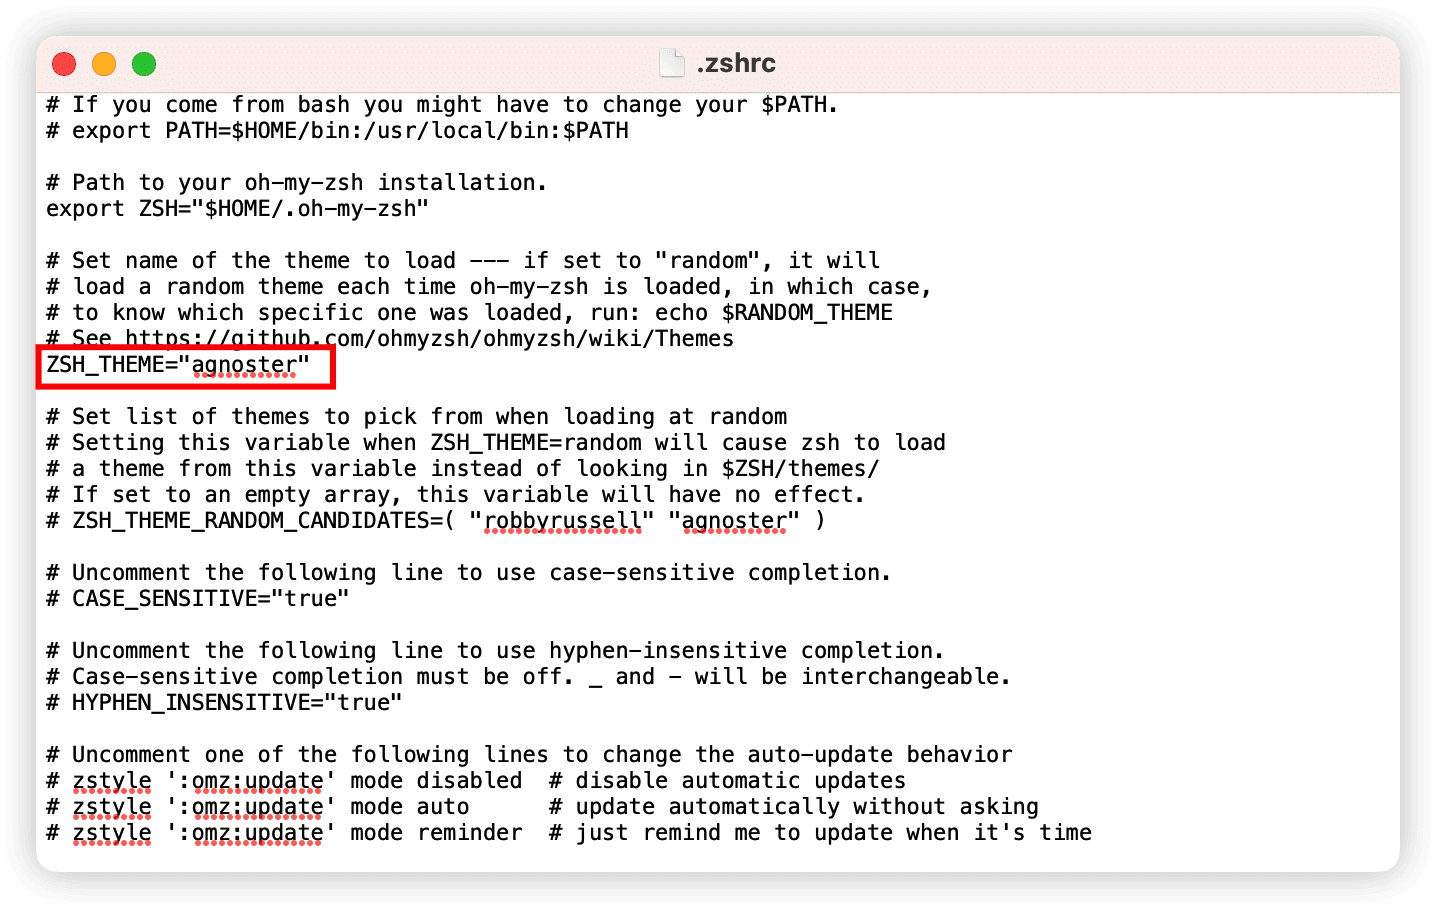 .zshrc
# If you come from bash you might have to change your $PATH.
# export PATH=$HOME/bin:/usr/local/bin:$PATH
# Path to your oh-my-zsh installation.
export ZSH="$HOME/.oh-my-zsh"
# Set name of the theme to load --- if set to "random", it will
# load a random theme each time oh-my-zsh is loaded, in which case,
# to know which specific one was loaded, run: echo $RANDOM_THEME
# See https://github.com/ohmyzsh/ohmyzsh/wiki/Themes
ZSH_THEME="agnoster"
# Set list of themes to pick from when loading at random
# Setting this variable when ZSH_THEME=random will cause zsh to load
# a theme from this variable instead of looking in $ZSH/themes/
# If set to an empty array, this variable will have no effect.
# ZSH_THEME_RANDOM_CANDIDATES=( "robbyrussell" "agnoster" )
# Uncomment the following line to use case-sensitive completion.
# CASE_SENSITIVE="true"
# Uncomment the following line to use hyphen-insensitive completion.
# Case-sensitive completion must be off. _ and - will be interchangeable.
# HYPHEN_INSENSITIVE="true"
# Uncomment one of the following lines to change the auto-update behavior
# zstyle ':omz:update' mode disabled  # disable automatic updates
# zstyle ':omz:update' mode auto      # update automatically without asking
# zstyle ':omz:update' mode reminder  # just remind me to update when it's time